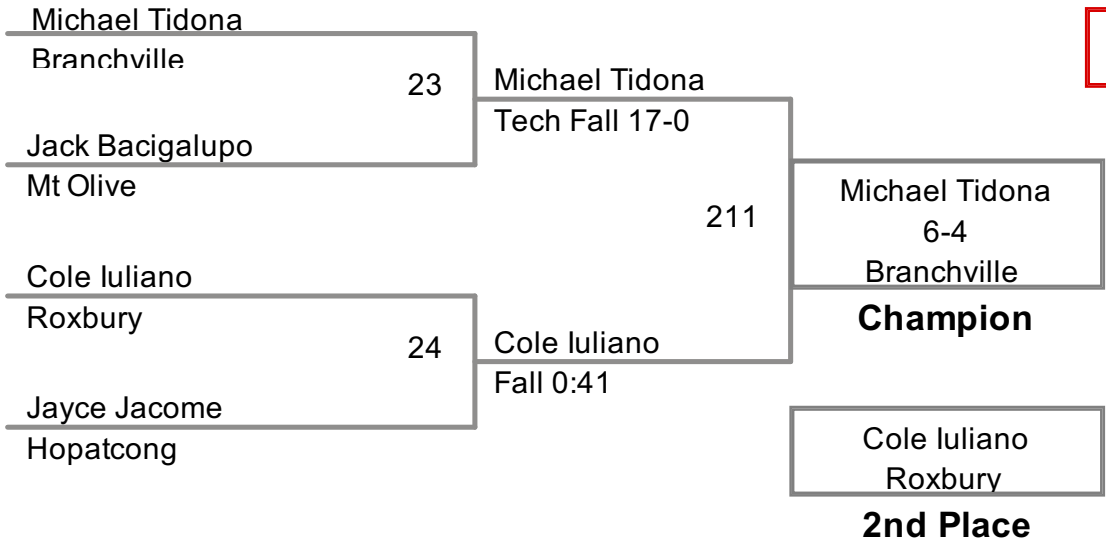 Michael Tidona
Branchville
23
Jack Bacigalupo
Mt Olive
Michael Tidona
Tech Fall 17-0
211
Cole Iuliano
Roxbury
24
Jayce Jacome
Hopatcong
Cole Iuliano
Fall 0:41
Michael Tidona
6-4
Branchville
Champion
Cole Iuliano
Roxbury
2nd Place